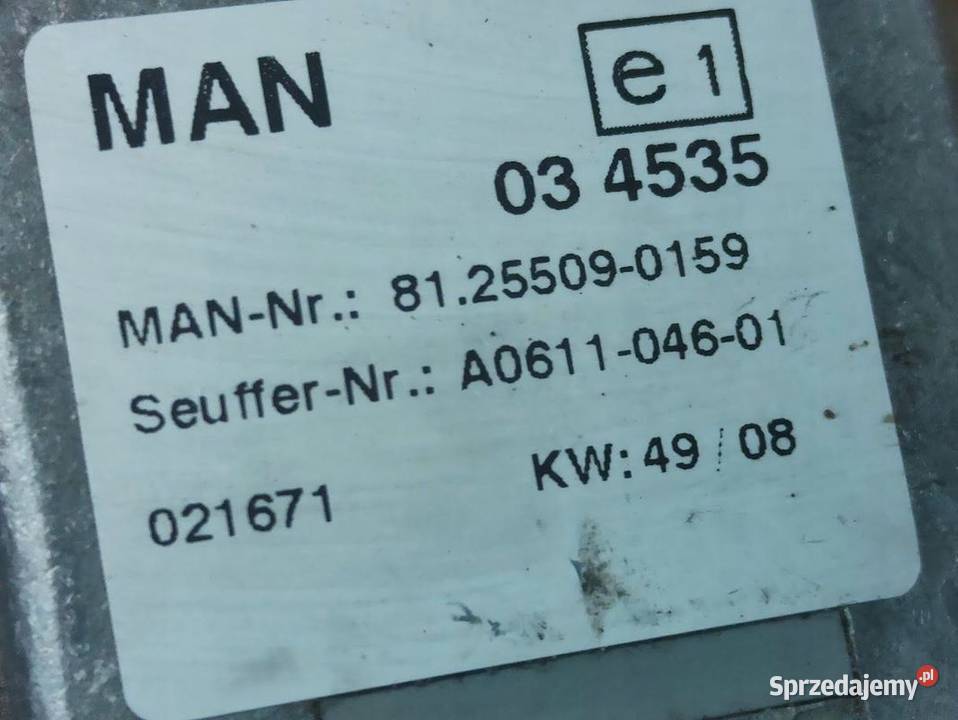 MAN
e 1
03 4535
MAN-Nr.: 81.25509-0159
Seuffer-Nr.: A0611-046-01
021671 KW: 49 / 08
Sprzedajemy.pl